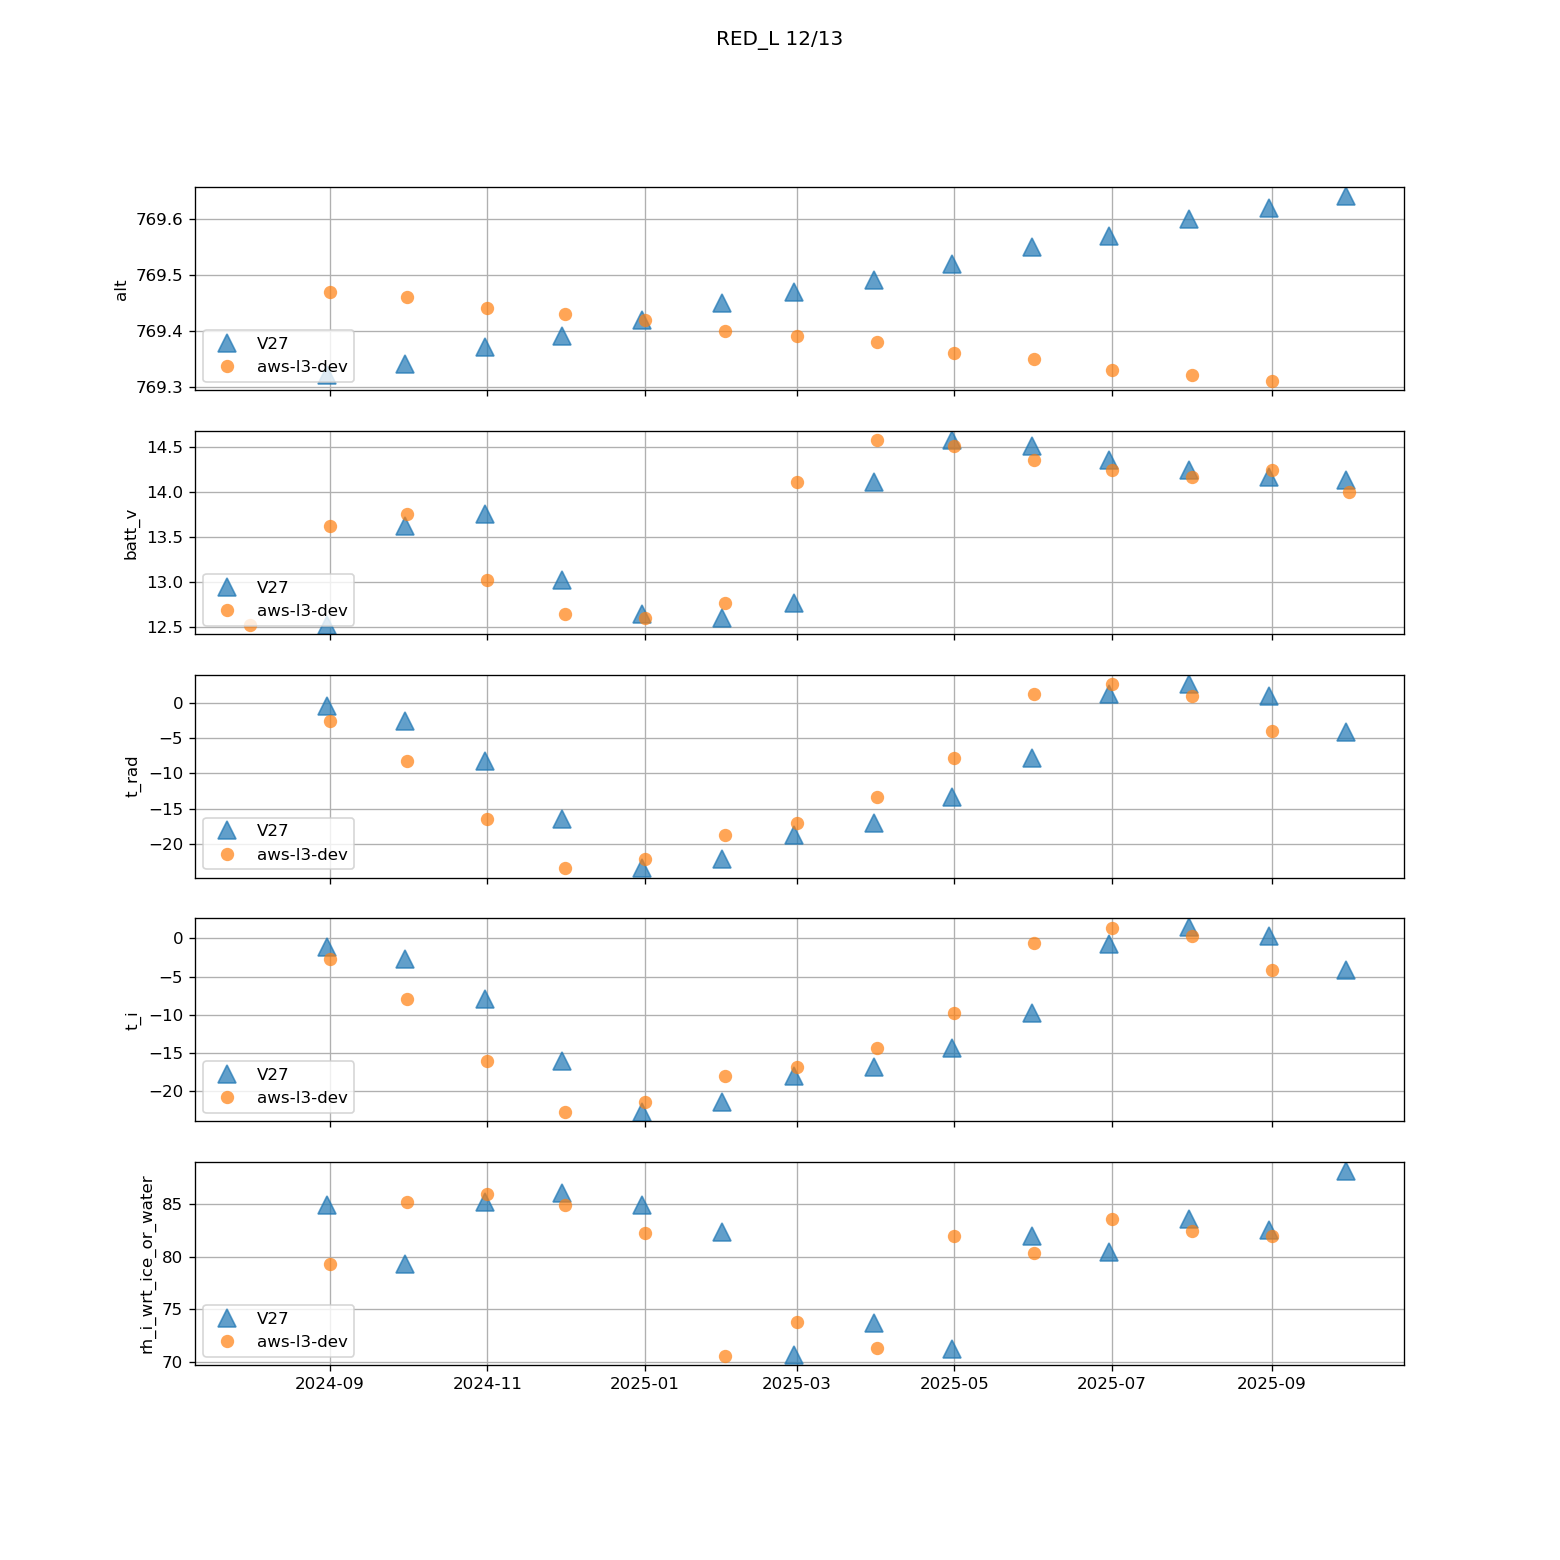 RED_L 12/13
769.6
769.5
769.4
769.3
alt
V27
aws-l3-dev
14.5
14.0
13.5
13.0
12.5
batt_v
V27
aws-l3-dev
0
−5
−10
−15
−20
t_rad
V27
aws-l3-dev
0
−5
−10
−15
−20
t_i
V27
aws-l3-dev
85
80
75
70
rh_i_wrt_ice_or_water
V27
aws-l3-dev
2024-09 2024-11 2025-01 2025-03 2025-05 2025-07 2025-09